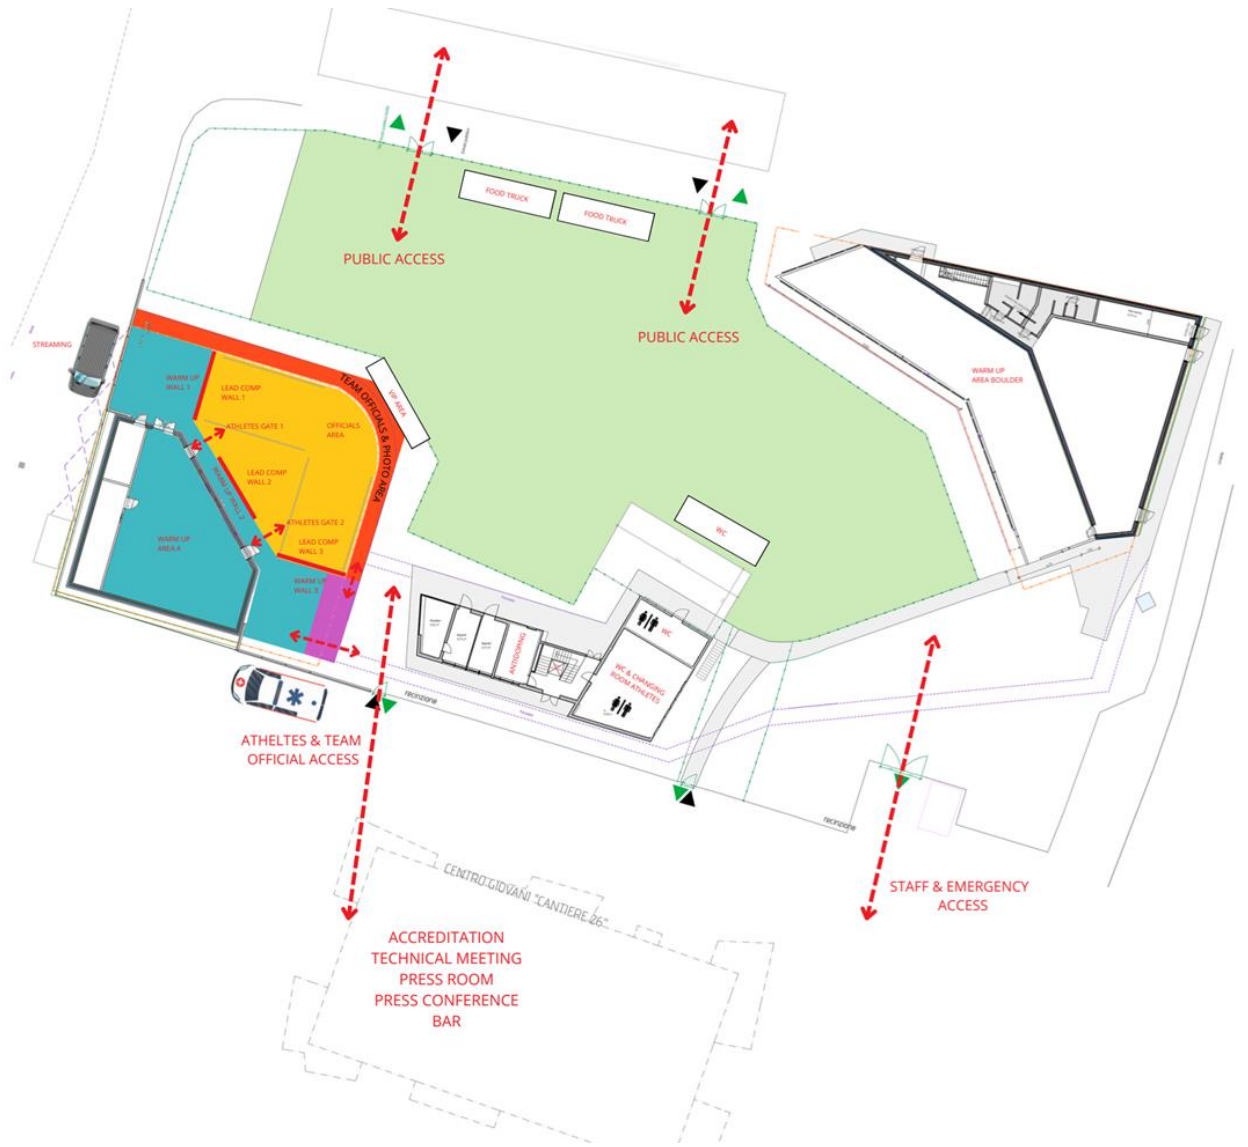 FOOD TRUCK
FOOD TRUCK
PUBLIC ACCESS
PUBLIC ACCESS
STREAMING
WARM UP
WALL 1
LEAD COMP
WALL 1
TEAM OFFICIALS & PHOTO AREA
VIP AREA
WARM UP
AREA BOULDER
ATHLETES GATE 1
OFFICIALS
AREA
LEAD COMP
WALL 2
WARM UP WALL 2
ATHLETES GATE 2
WARM UP
AREA A
LEAD COMP
WALL 3
WARM UP
WALL 3
WC
WC
ANTIDOPING
WC & CHANGING
ROOM ATHLETES
recinzione
ATHELTES & TEAM
OFFICIAL ACCESS
recinzione
STAFF & EMERGENCY
ACCESS
CENTRO GIOVANI "CANTIERE 26"
ACCREDITATION
TECHNICAL MEETING
PRESS ROOM
PRESS CONFERENCE
BAR